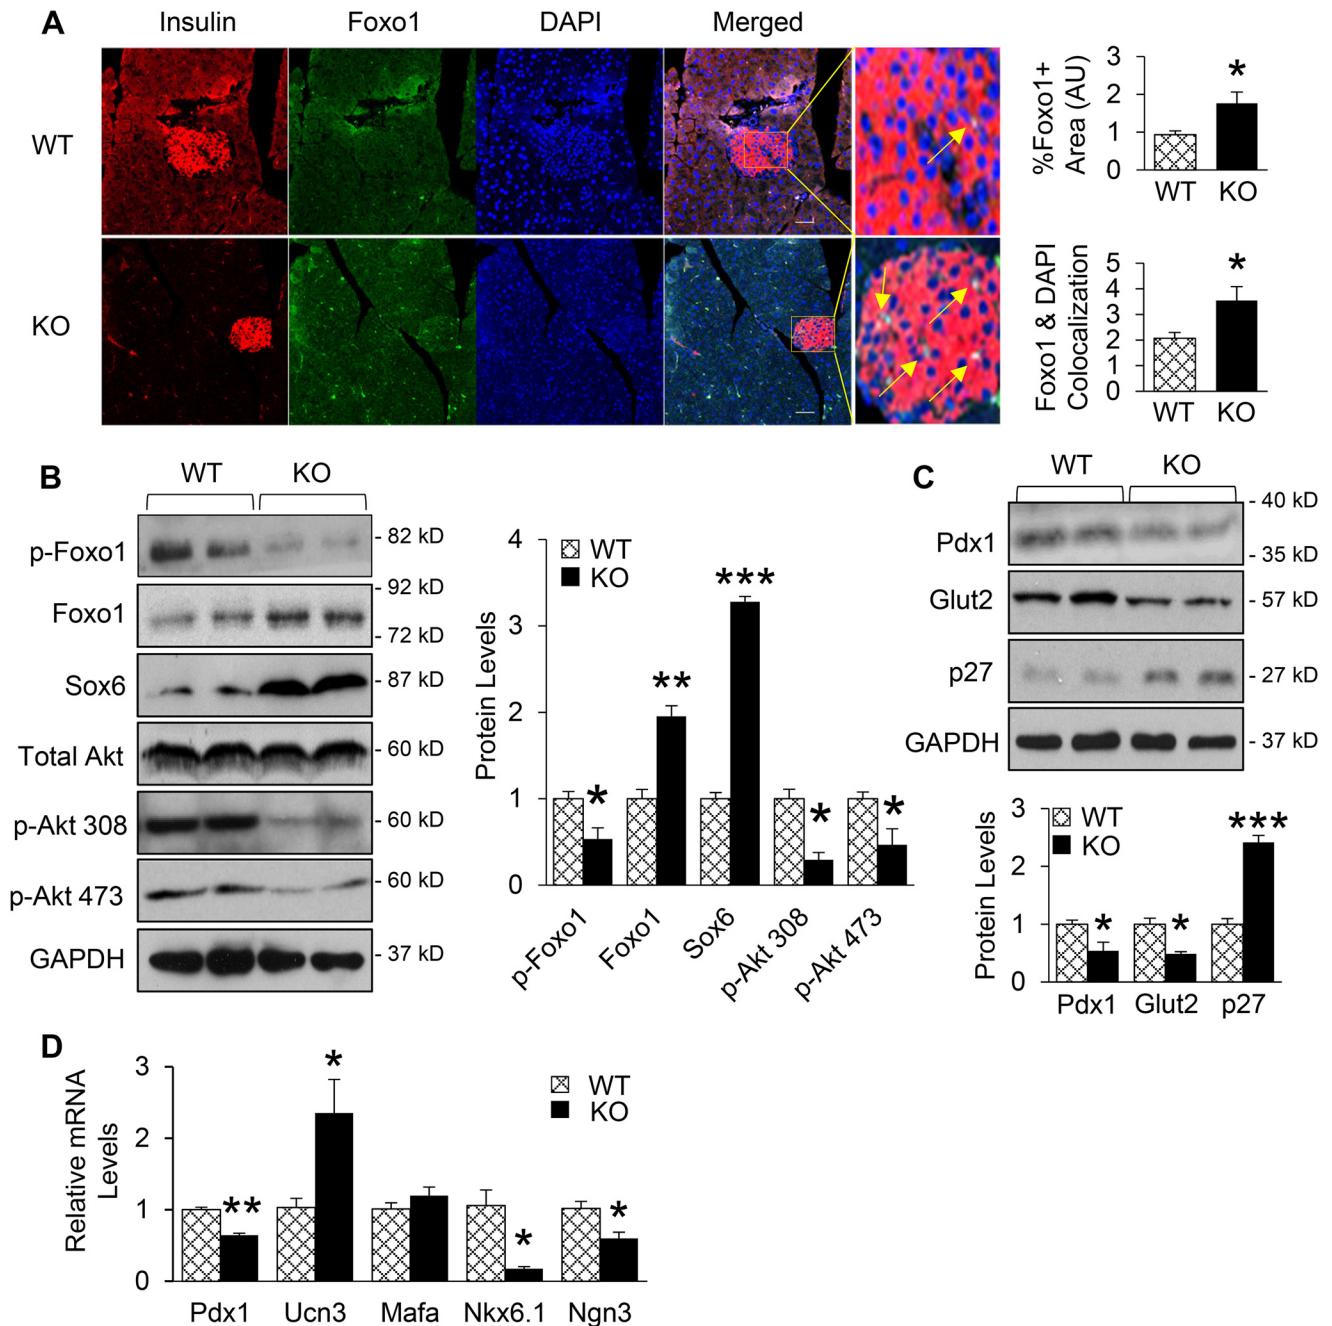 A
Insulin Foxo1 DAPI Merged
WT
KO
%Foxo1+
Area (AU)
3
2
1
0
*
WT KO
Foxo1 & DAPI
Colocalization
5
4
3
2
1
0
*
WT KO
B
WT KO
p-Foxo1 - 82 kD
- 92 kD
Foxo1
- 72 kD
Sox6 - 87 kD
Total Akt - 60 kD
p-Akt 308 - 60 kD
p-Akt 473 - 60 kD
GAPDH - 37 kD
Protein Levels
4
3
2
1
0
WT
KO
* ** *** * *
p-Foxo1 Foxo1 Sox6 p-Akt 308 p-Akt 473
C
WT KO
- 40 kD
Pdx1
- 35 kD
Glut2 - 57 kD
p27 - 27 kD
GAPDH - 37 kD
Protein Levels
3
2
1
0
WT
KO
* * ***
Pdx1 Glut2 p27
D
Relative mRNA
Levels
3
2
1
0
WT
KO
** * * *
Pdx1 Ucn3 Mafa Nkx6.1 Ngn3